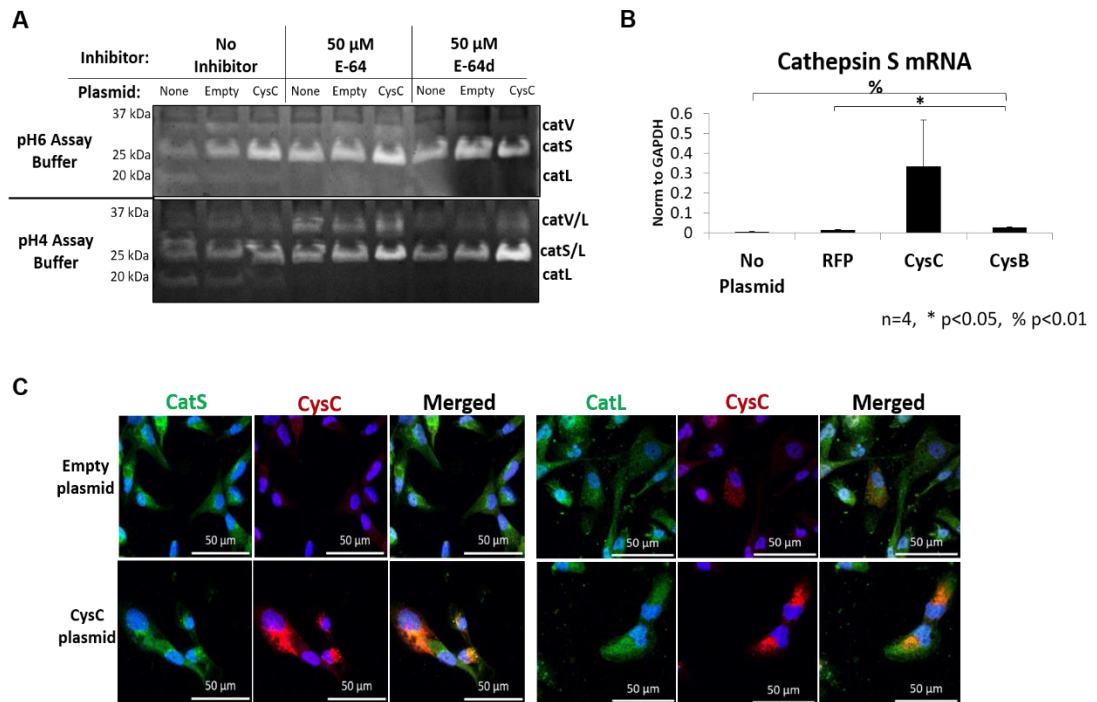 A
Inhibitor:
No
Inhibitor
50 µM
E-64
50 µM
E-64d
Plasmid:
None Empty CysC None Empty CysC None Empty CysC
pH6 Assay
Buffer
37 kDa
25 kDa
20 kDa
catV
catS
catL
pH4 Assay
Buffer
37 kDa
25 kDa
20 kDa
catV/L
catS/L
catL
B
Cathepsin S mRNA
%
*
Norm to GAPDH
0.6
0.5
0.4
0.3
0.2
0.1
0
No
Plasmid
RFP
CysC
CysB
n=4, * p<0.05, % p<0.01
C
CatS CysC Merged CatL CysC Merged
Empty
plasmid
50 µm 50 µm 50 µm 50 µm 50 µm 50 µm
CysC
plasmid
50 µm 50 µm 50 µm 50 µm 50 µm 50 µm